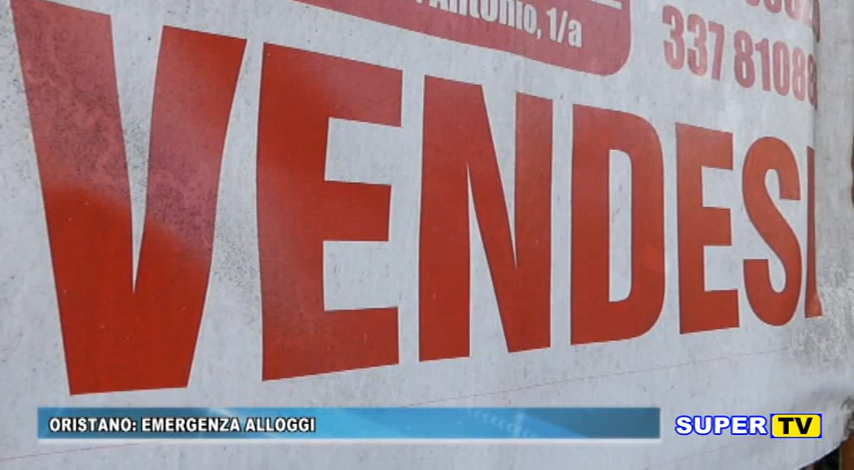 Antonio, 1/a
337 8108
VENDESI
ORISTANO: EMERGENZA ALLOGGI
SUPER TV